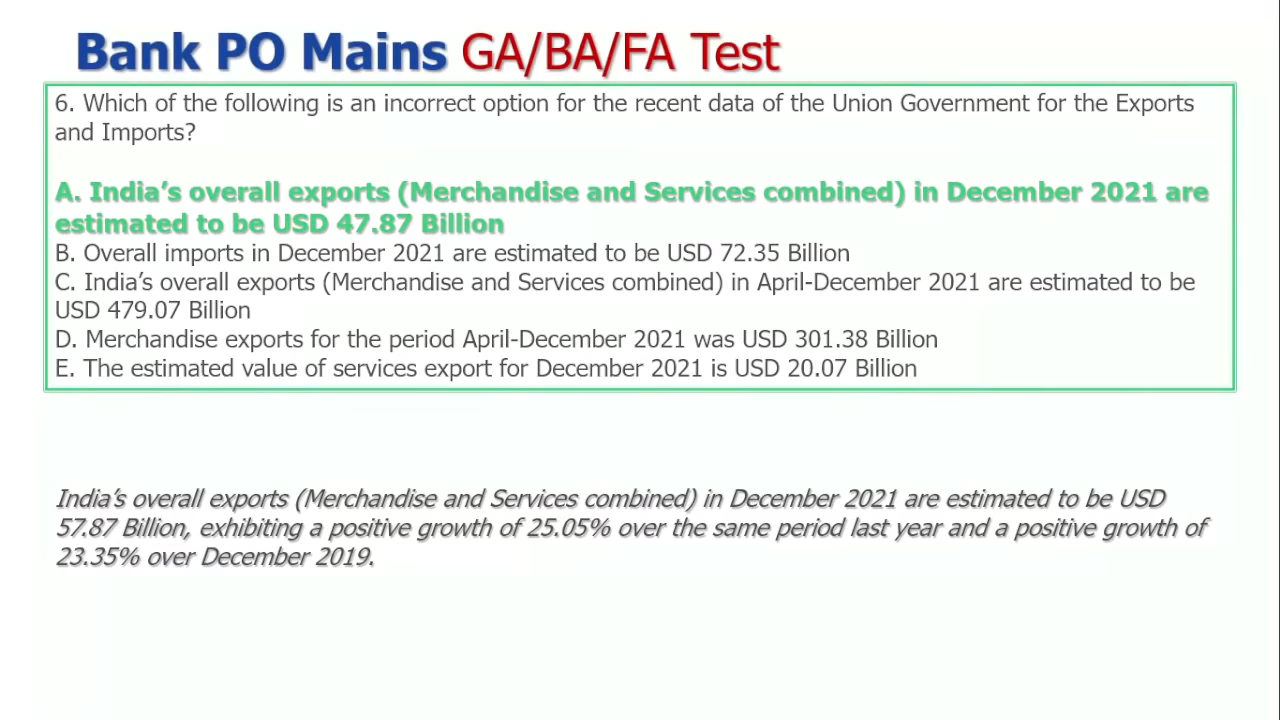 Bank PO Mains GA/BA/FA Test
6. Which of the following is an incorrect option for the recent data of the Union Government for the Exports
and Imports?
A. India’s overall exports (Merchandise and Services combined) in December 2021 are
estimated to be USD 47.87 Billion
B. Overall imports in December 2021 are estimated to be USD 72.35 Billion
C. India’s overall exports (Merchandise and Services combined) in April-December 2021 are estimated to be
USD 479.07 Billion
D. Merchandise exports for the period April-December 2021 was USD 301.38 Billion
E. The estimated value of services export for December 2021 is USD 20.07 Billion
India’s overall exports (Merchandise and Services combined) in December 2021 are estimated to be USD
57.87 Billion, exhibiting a positive growth of 25.05% over the same period last year and a positive growth of
23.35% over December 2019.